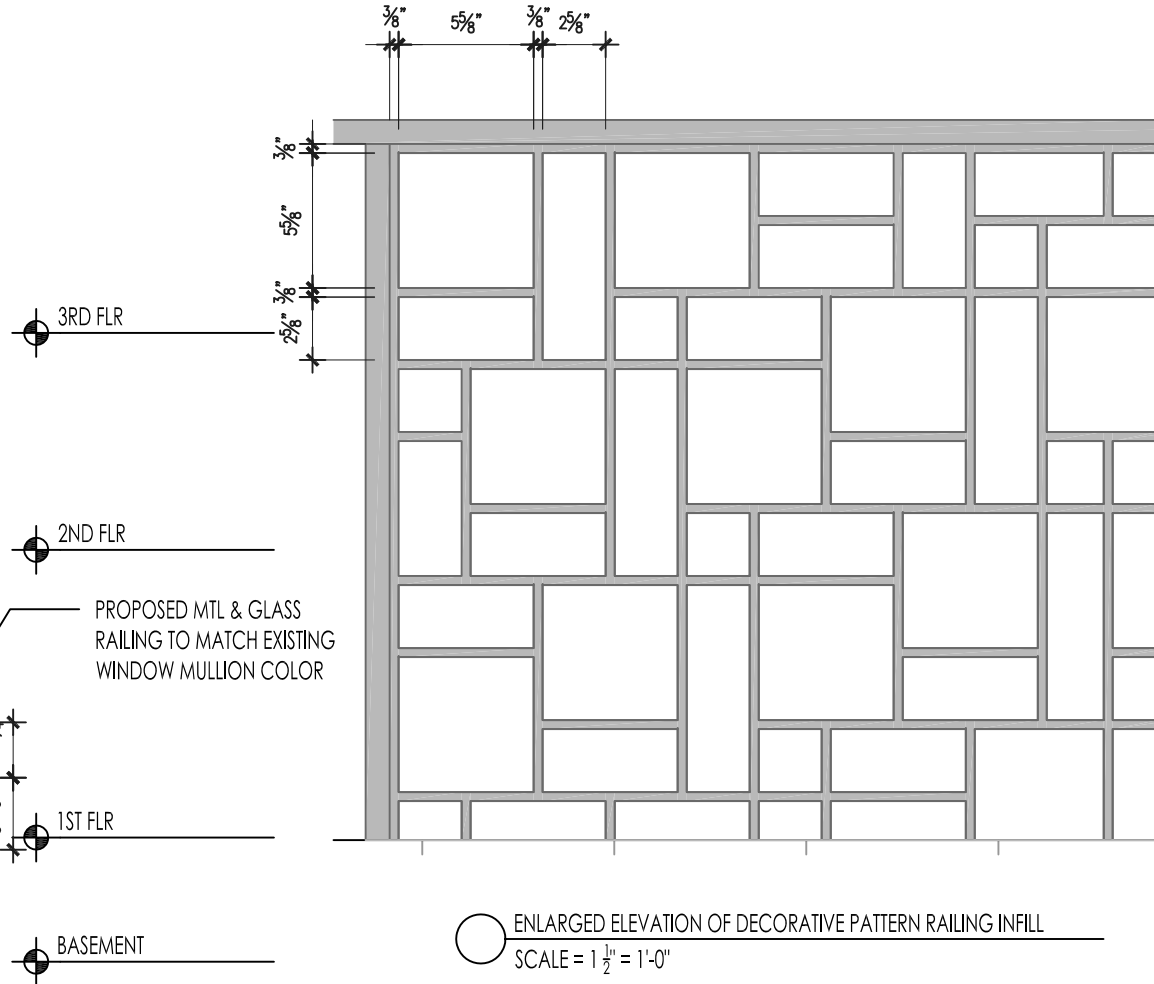 3/8" 5 5/8" 3/8" 2 5/8"
3/8"
5 5/8"
3/8"
2 5/8"
3RD FLR
2ND FLR
PROPOSED MTL & GLASS
RAILING TO MATCH EXISTING
WINDOW MULLION COLOR
1ST FLR
BASEMENT
ENLARGED ELEVATION OF DECORATIVE PATTERN RAILING INFILL
SCALE = 1 1/2" = 1'-0"